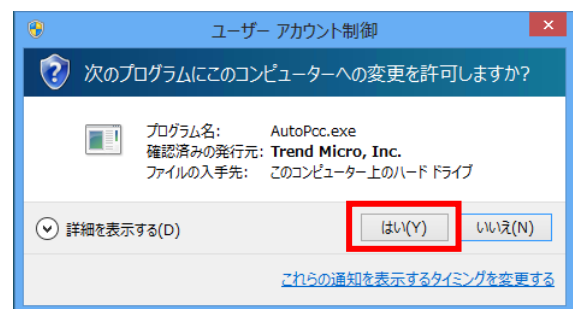 ユーザー アカウント制御
次のプログラムにこのコンピューターへの変更を許可しますか?
プログラム名: AutoPcc.exe
確認済みの発行元: Trend Micro, Inc.
ファイルの入手先: このコンピューター上のハード ドライブ
詳細を表示する(D)
はい(Y)
いいえ(N)
これらの通知を表示するタイミングを変更する